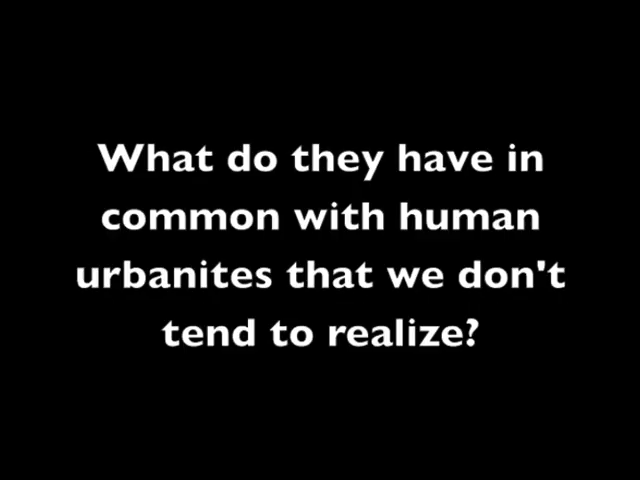 What do they have in
common with human
urbanites that we don't
tend to realize?